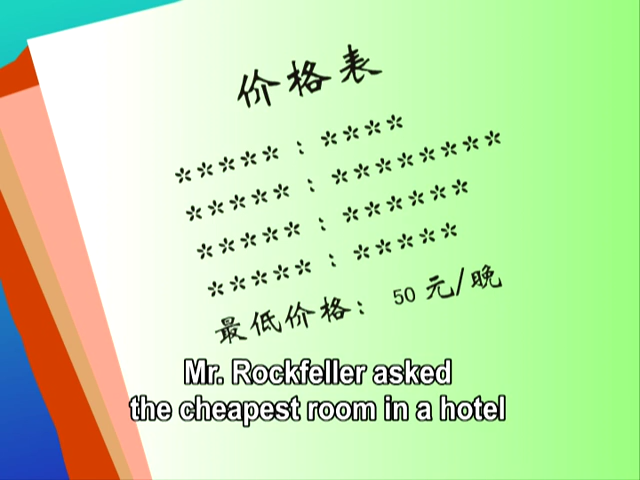 价格表
***** : ****
***** : ********
***** : ******
***** : *****
最低价格: 50 元/晚
Mr. Rockfeller asked
the cheapest room in a hotel